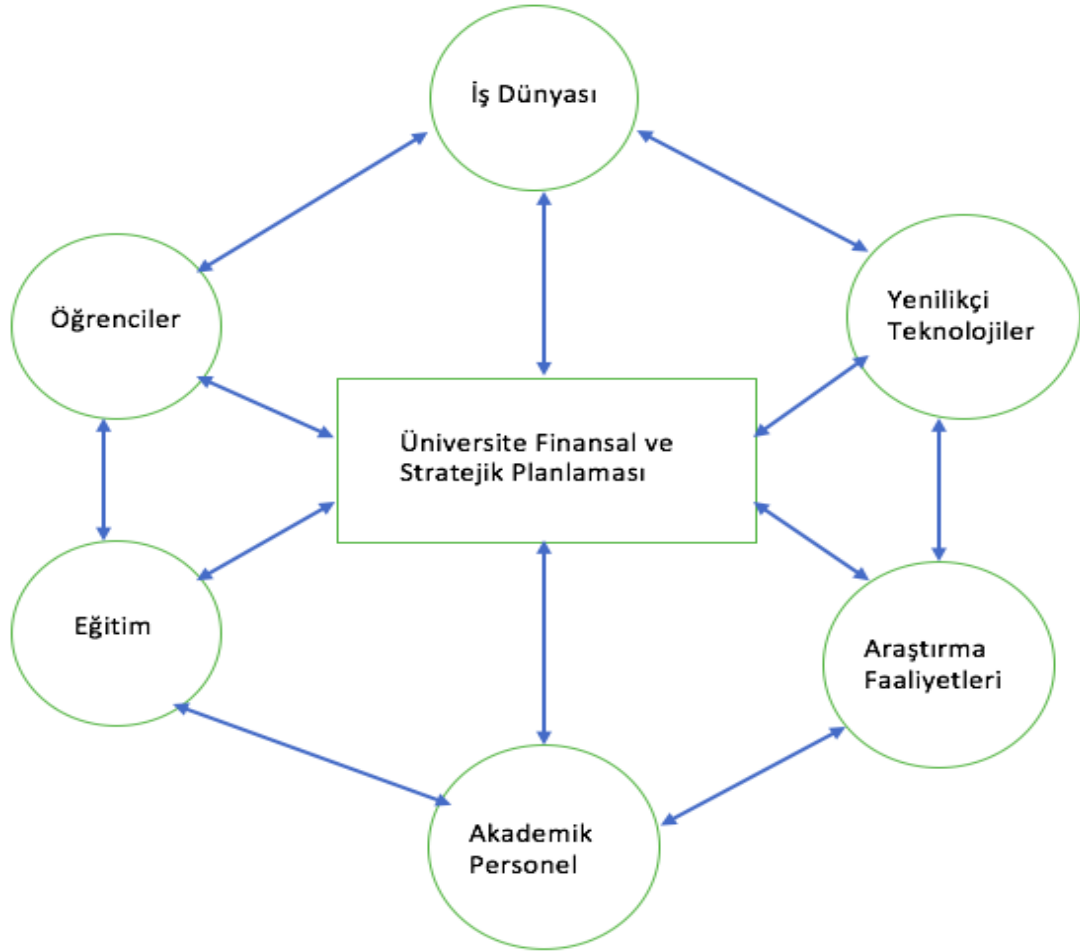 İş Dünyası
Öğrenciler
Yenilikçi
Teknolojiler
Üniversite Finansal ve
Stratejik Planlaması
Eğitim
Araştırma
Faaliyetleri
Akademik
Personel